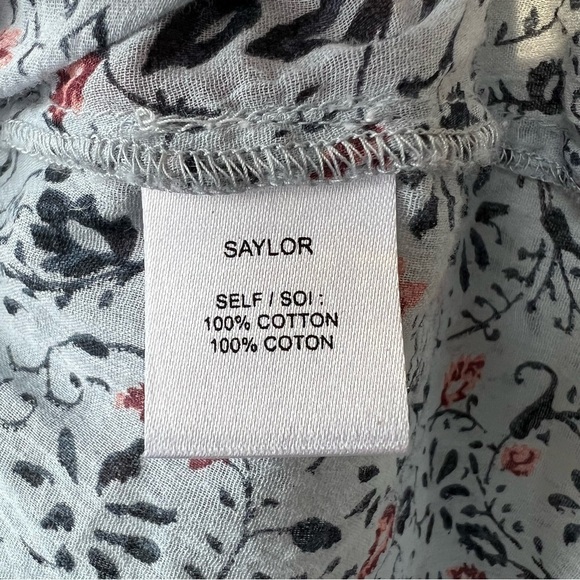 SAYLOR
SELF / SOI :
100% COTTON
100% COTON